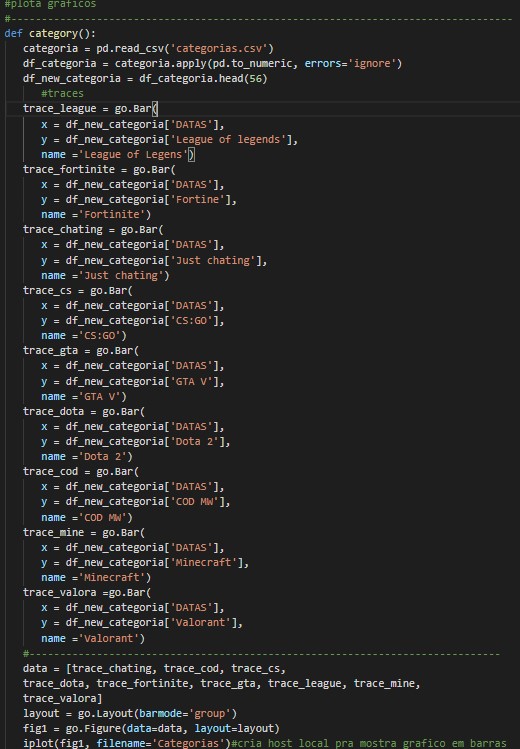 #plota graficos
#--------------------------------------------------------------------------------
def category():
categoria = pd.read_csv('categorias.csv')
df_categoria = categoria.apply(pd.to_numeric, errors='ignore')
df_new_categoria = df_categoria.head(56)
#traces
trace_league = go.Bar(
x = df_new_categoria['DATAS'],
y = df_new_categoria['League of legends'],
name ='League of Legens')
trace_fortinite = go.Bar(
x = df_new_categoria['DATAS'],
y = df_new_categoria['Fortine'],
name ='Fortinite')
trace_chating = go.Bar(
x = df_new_categoria['DATAS'],
y = df_new_categoria['Just chating'],
name ='Just chating')
trace_cs = go.Bar(
x = df_new_categoria['DATAS'],
y = df_new_categoria['CS:GO'],
name ='CS:GO')
trace_gta = go.Bar(
x = df_new_categoria['DATAS'],
y = df_new_categoria['GTA V'],
name ='GTA V')
trace_dota = go.Bar(
x = df_new_categoria['DATAS'],
y = df_new_categoria['Dota 2'],
name ='Dota 2')
trace_cod = go.Bar(
x = df_new_categoria['DATAS'],
y = df_new_categoria['COD MW'],
name ='COD MW')
trace_mine = go.Bar(
x = df_new_categoria['DATAS'],
y = df_new_categoria['Minecraft'],
name ='Minecraft')
trace_valora =go.Bar(
x = df_new_categoria['DATAS'],
y = df_new_categoria['Valorant'],
name ='Valorant')
#---------------------------------------------------------------------------
data = [trace_chating, trace_cod, trace_cs,
trace_dota, trace_fortinite, trace_gta, trace_league, trace_mine,
trace_valora]
layout = go.Layout(barmode='group')
fig1 = go.Figure(data=data, layout=layout)
iplot(fig1, filename='Categorias')#cria host local pra mostra grafico em barras